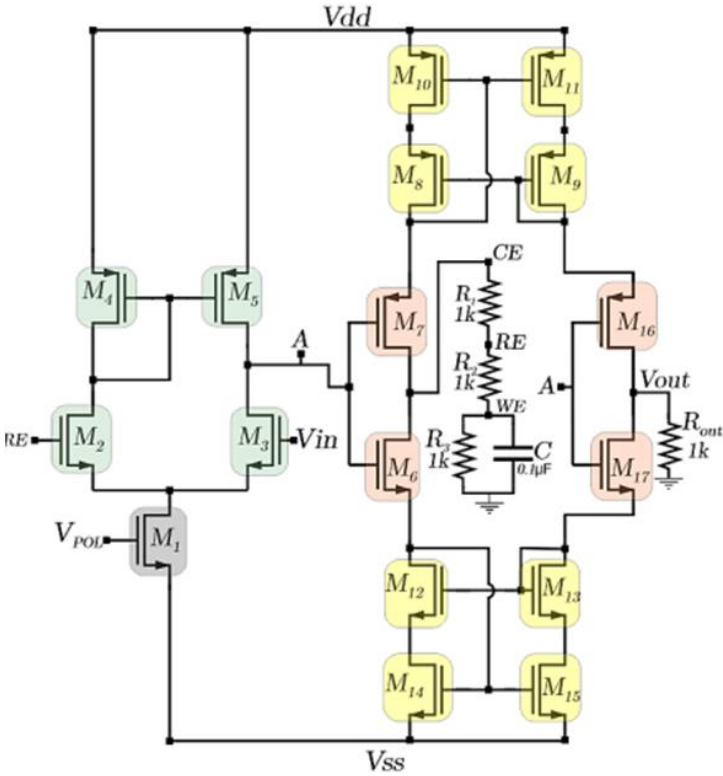 Vdd
M10
M11
M8
M9
CE
M4
M5
R1
1k
M7
M16
A
RE
R2
1k
A
Vout
WE
RE
M2
M3
Vin
R3
1k
C
0.1μF
Rout
1k
M6
M17
VPOL
M1
M12
M13
M14
M15
Vss